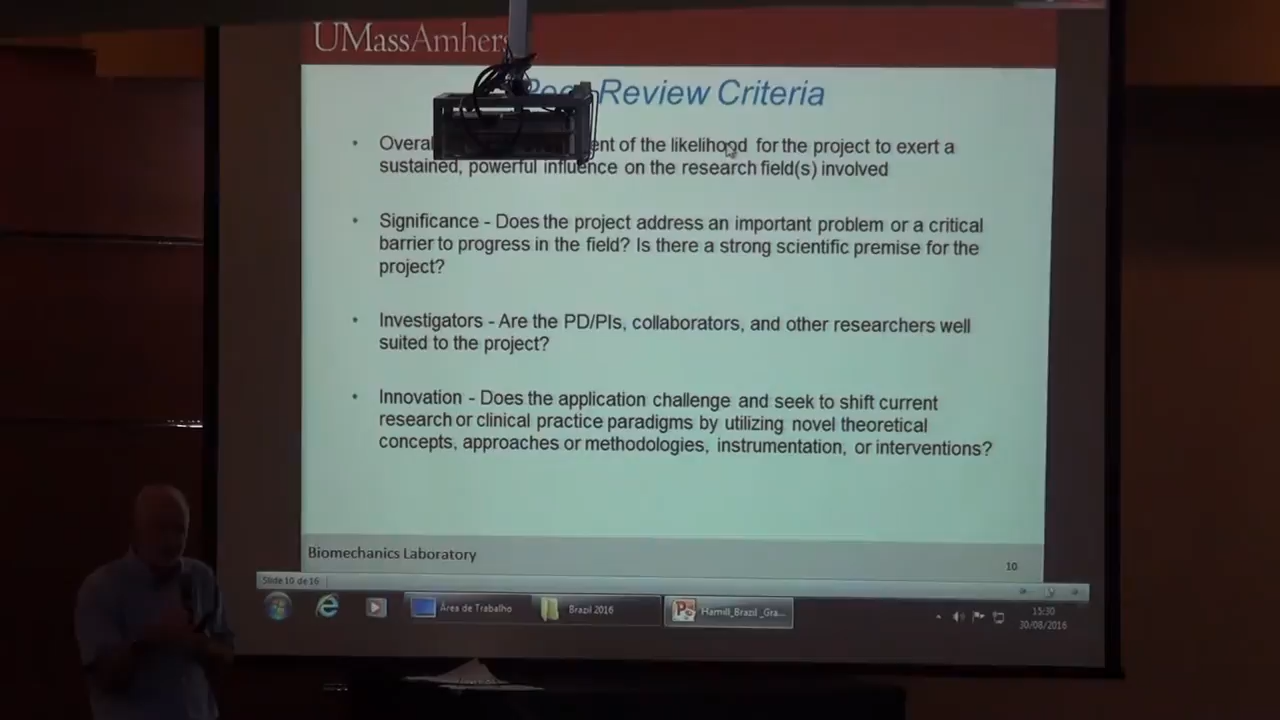 UMassAmhers
Review Criteria
• Overal ent of the likelihood for the project to exert a
sustained, powerful influence on the research field(s) involved
• Significance - Does the project address an important problem or a critical
barrier to progress in the field? Is there a strong scientific premise for the
project?
• Investigators - Are the PD/PIs, collaborators, and other researchers well
suited to the project?
• Innovation - Does the application challenge and seek to shift current
research or clinical practice paradigms by utilizing novel theoretical
concepts, approaches or methodologies, instrumentation, or interventions?
Biomechanics Laboratory
10
Slide 10 de 16
Área de Trabalho
Brazil 2016
Hamill_Brazil_Gra...
15:30
30/08/2016